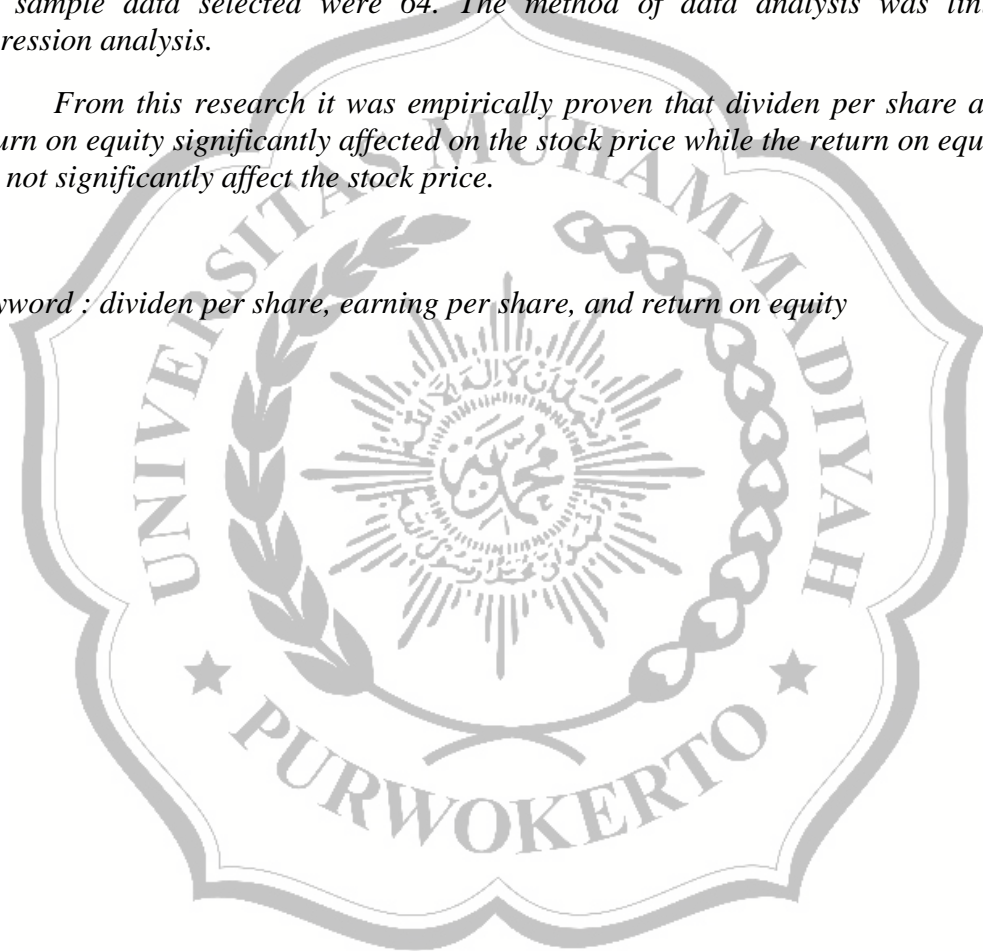 sample data selected were 64. The method of data analysis was lin
ression analysis.
From this research it was empirically proven that dividen per share a
urn on equity significantly affected on the stock price while the return on equ
not significantly affect the stock price.
yword : dividen per share, earning per share, and return on equity
UNIVERSITAS MUHAMMADIYAH
PURWOKERTO